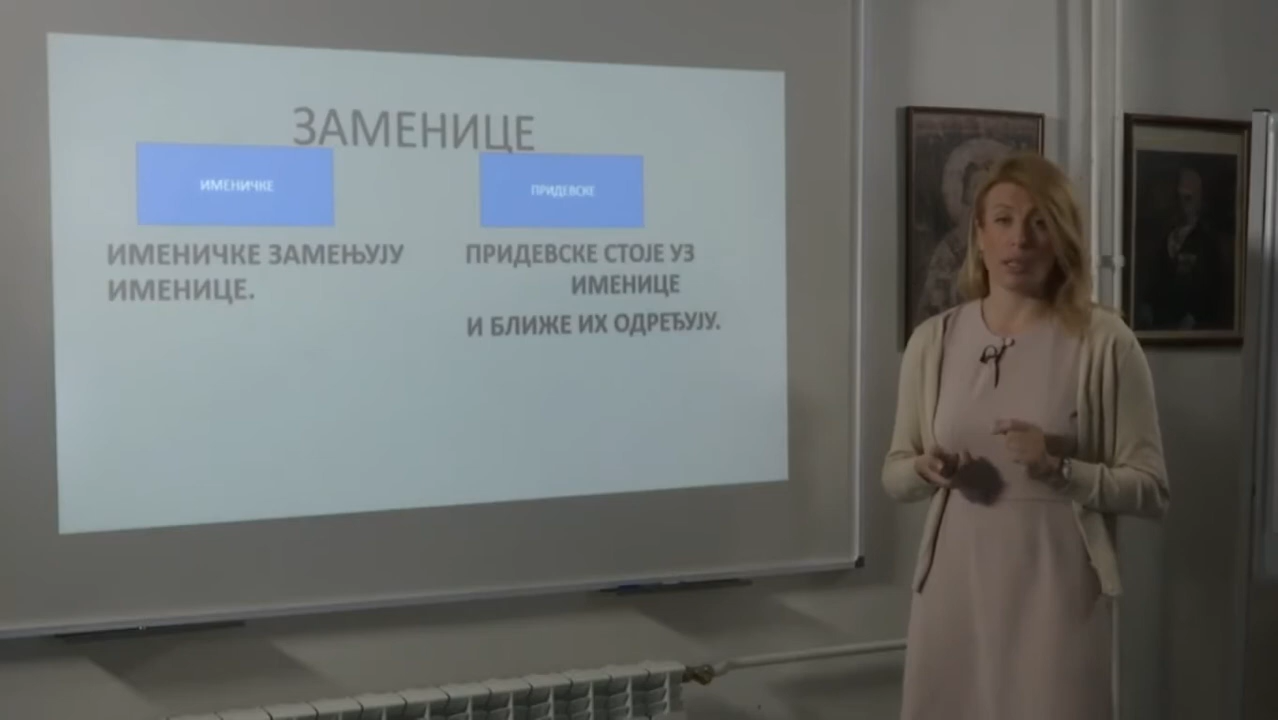 ЗАМЕНИЦЕ
ИМЕНИЧКЕ
ИМЕНИЧКЕ ЗАМЕЊУЈУ
ИМЕНИЦЕ.
ПРИДЕВСКЕ
ПРИДЕВСКЕ СТОЈЕ УЗ
ИМЕНИЦЕ
И БЛИЖЕ ИХ ОДРЕЂУЈУ.